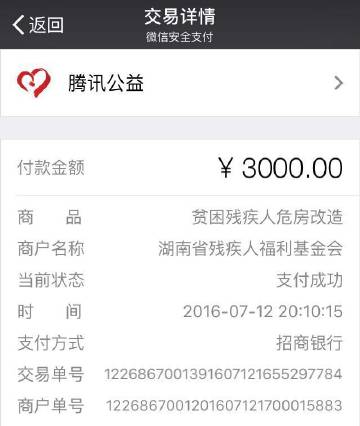 返回
交易详情
微信安全支付
腾讯公益
付款金额 ¥ 3000.00
商 品 贫困残疾人危房改造
商户名称 湖南省残疾人福利基金会
当前状态 支付成功
时 间 2016-07-12 20:10:15
支付方式 招商银行
交易单号 1226867001391607121655297784
商户单号 1226867001201607121700015883